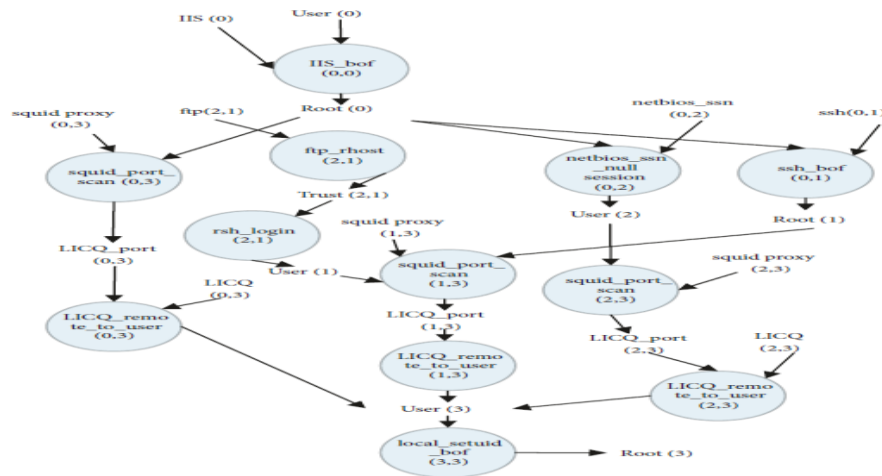 IIS (0)
User (0)
IIS_bof
(0,0)
squid proxy
(0,3)
ftp(2,1)
Root (0)
netbios_ssn
(0,2)
ssh(0,1)
squid_port_
scan (0,3)
ftp_rhost
(2,1)
netbios_ssn
_null
session
(0,2)
ssh_bof
(0,1)
Trust (2,1)
rsh_login
(2,1)
squid proxy
(1,3)
User (2)
Root (1)
LICQ_port
(0,3)
User (1)
squid_port_
scan
(1,3)
squid_port_
scan
(2,3)
squid proxy
(2,3)
LICQ
(0,3)
LICQ_remo
te_to_user
(0,3)
LICQ_port
(1,3)
LICQ_port
(2,3)
LICQ
(2,3)
LICQ_remo
te_to_user
(1,3)
LICQ_remo
te_to_user
(2,3)
User (3)
local_setuid
_bof
(3,3)
Root (3)